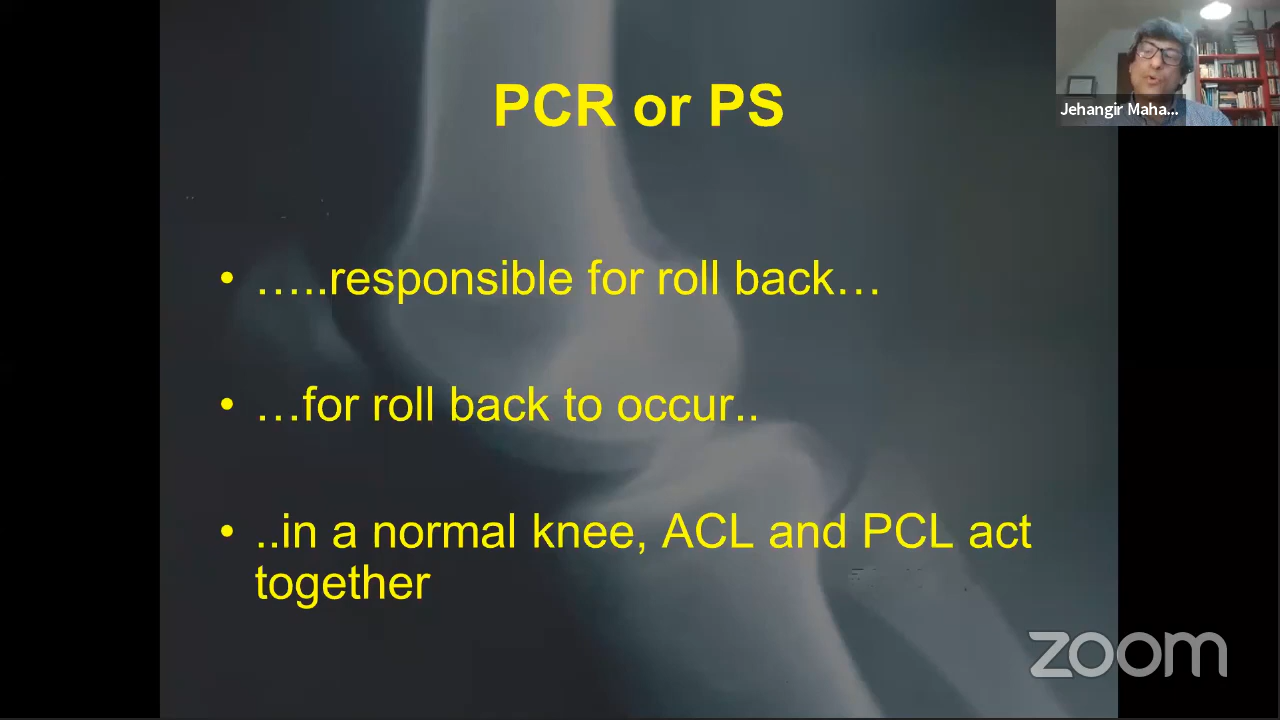 PCR or PS
Jehangir Maha...
• …..responsible for roll back…
• …for roll back to occur..
• ..in a normal knee, ACL and PCL act
together
zoom